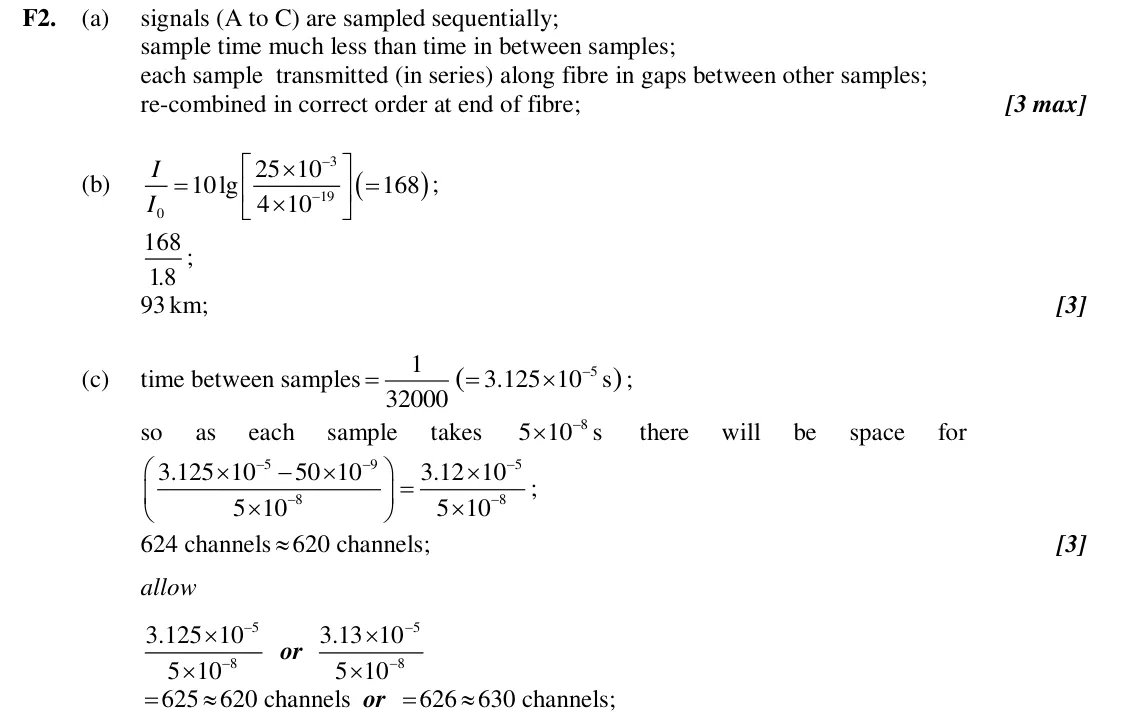 F2. (a) signals (A to C) are sampled sequentially;
sample time much less than time in between samples;
each sample transmitted (in series) along fibre in gaps between other samples;
re-combined in correct order at end of fibre; [3 max]
(b) I/I₀ = 10 lg[25×10⁻³ / 4×10⁻¹⁹](=168);
168/1.8;
93 km; [3]
(c) time between samples = 1/32000 (= 3.125×10⁻⁵ s);
so as each sample takes 5×10⁻⁸ s there will be space for
((3.125×10⁻⁵ – 50×10⁻⁹) / 5×10⁻⁸) = 3.12×10⁻⁵ / 5×10⁻⁸;
624 channels ≈ 620 channels; [3]
allow
3.125×10⁻⁵ / 5×10⁻⁸ or 3.13×10⁻⁵ / 5×10⁻⁸
= 625 ≈ 620 channels or = 626 ≈ 630 channels;